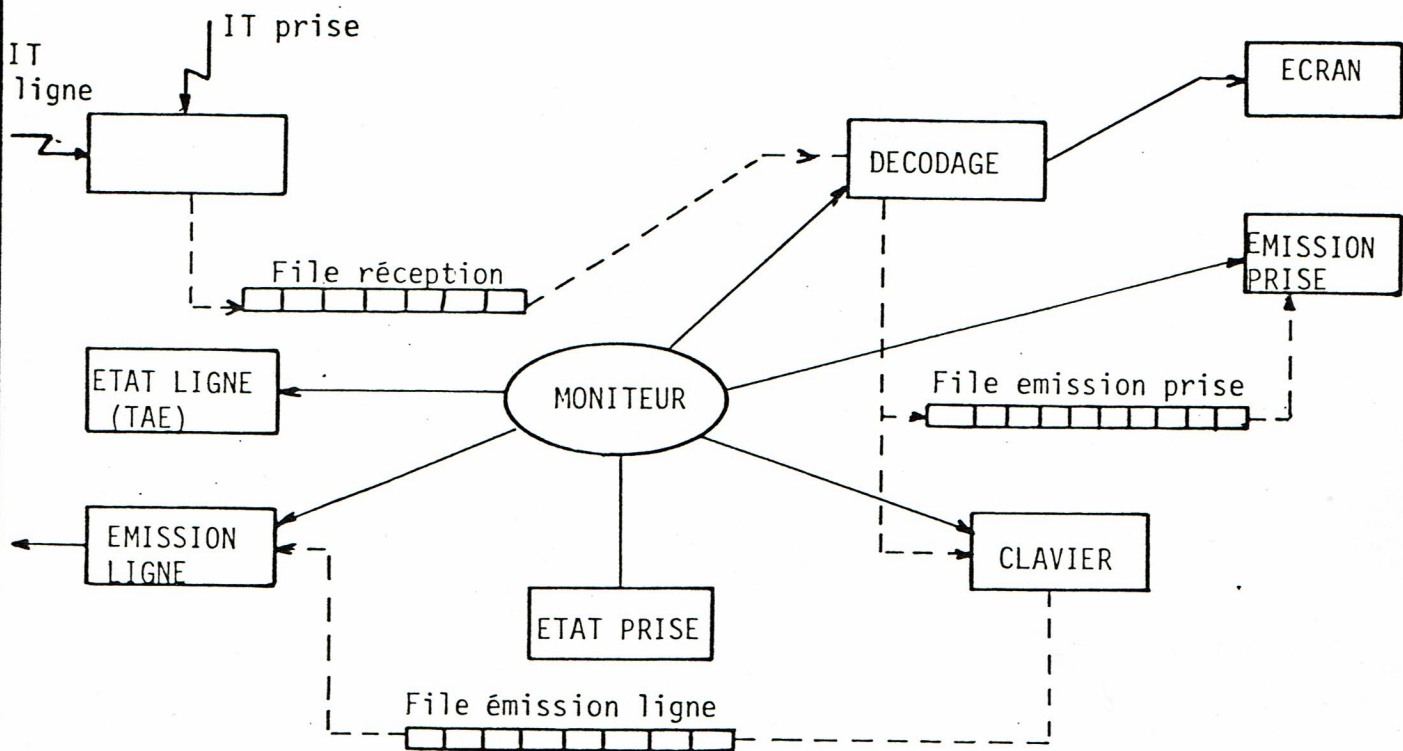 IT prise
IT
ligne
ECRAN
DECODAGE
EMISSION
PRISE
File réception
ETAT LIGNE
(TAE)
MONITEUR
File emission prise
EMISSION
LIGNE
CLAVIER
ETAT PRISE
File émission ligne